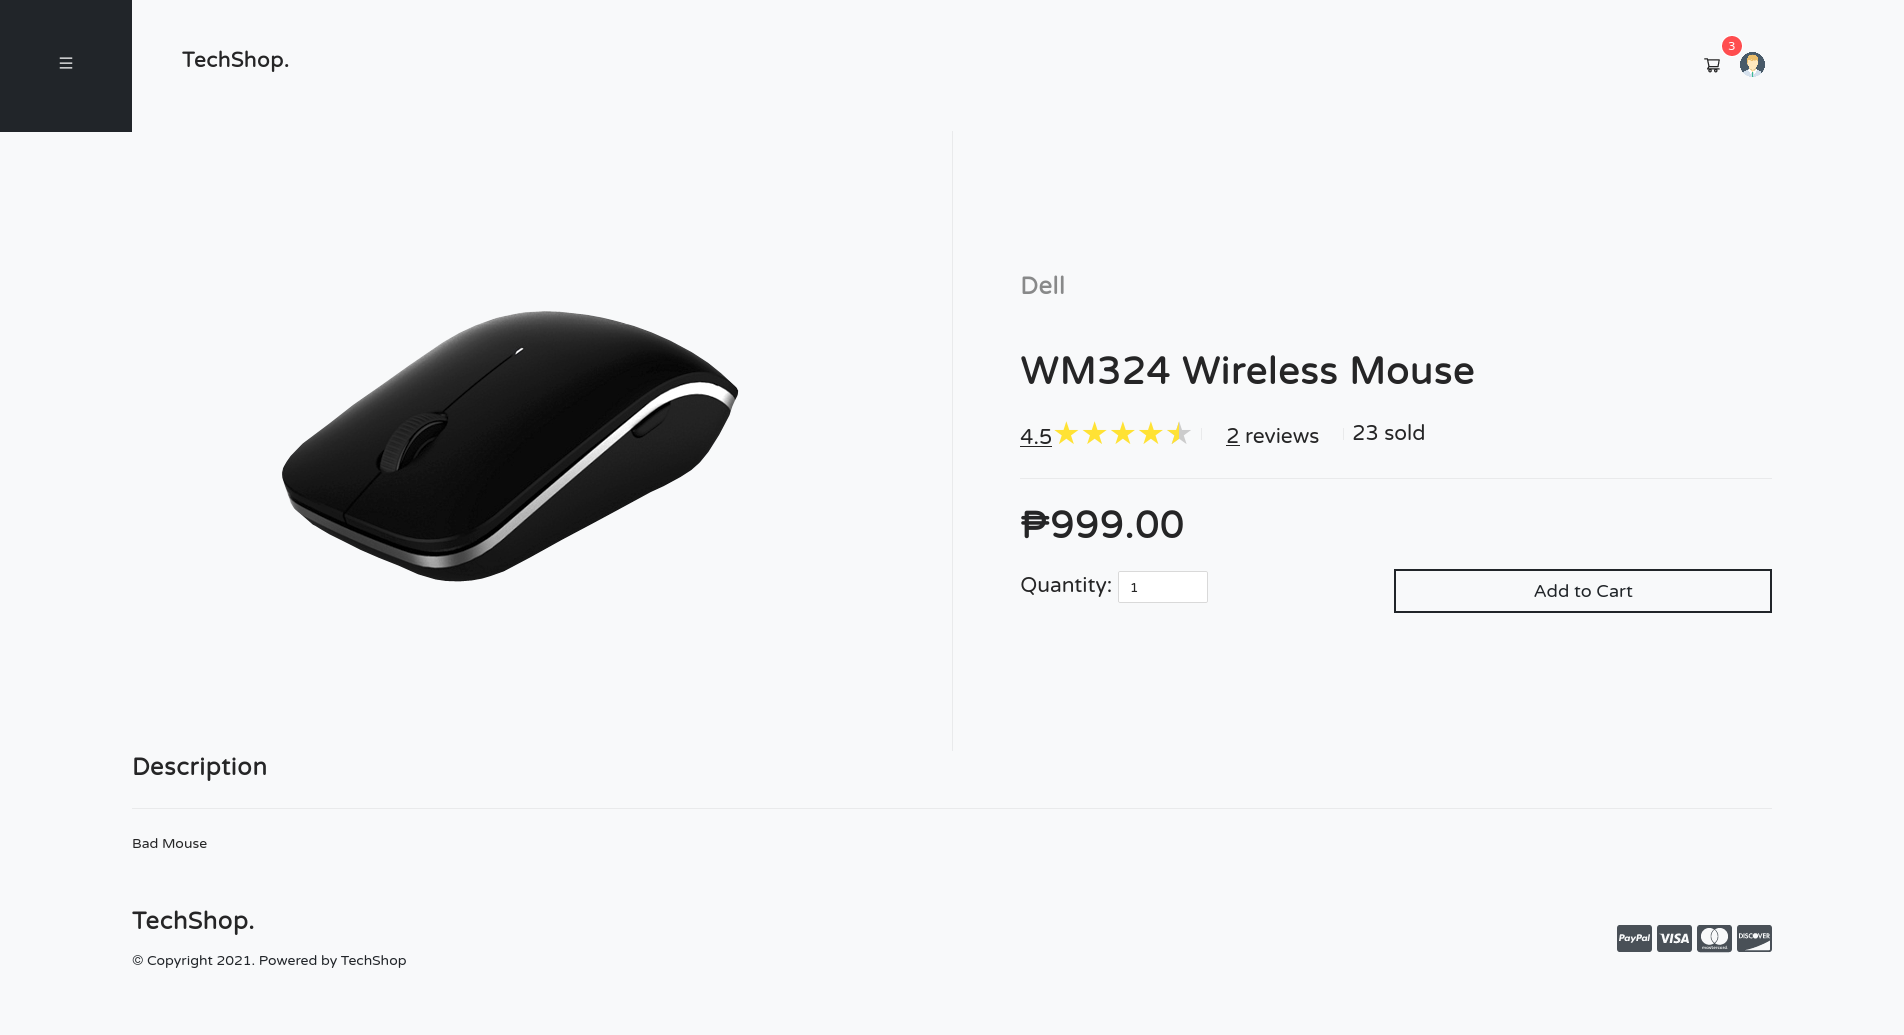 TechShop.
3
Dell
WM324 Wireless Mouse
4.5 2 reviews 23 sold
₱999.00
Quantity: 1 Add to Cart
Description
Bad Mouse
TechShop.
© Copyright 2021. Powered by TechShop
PayPal VISA mastercard DISCOVER